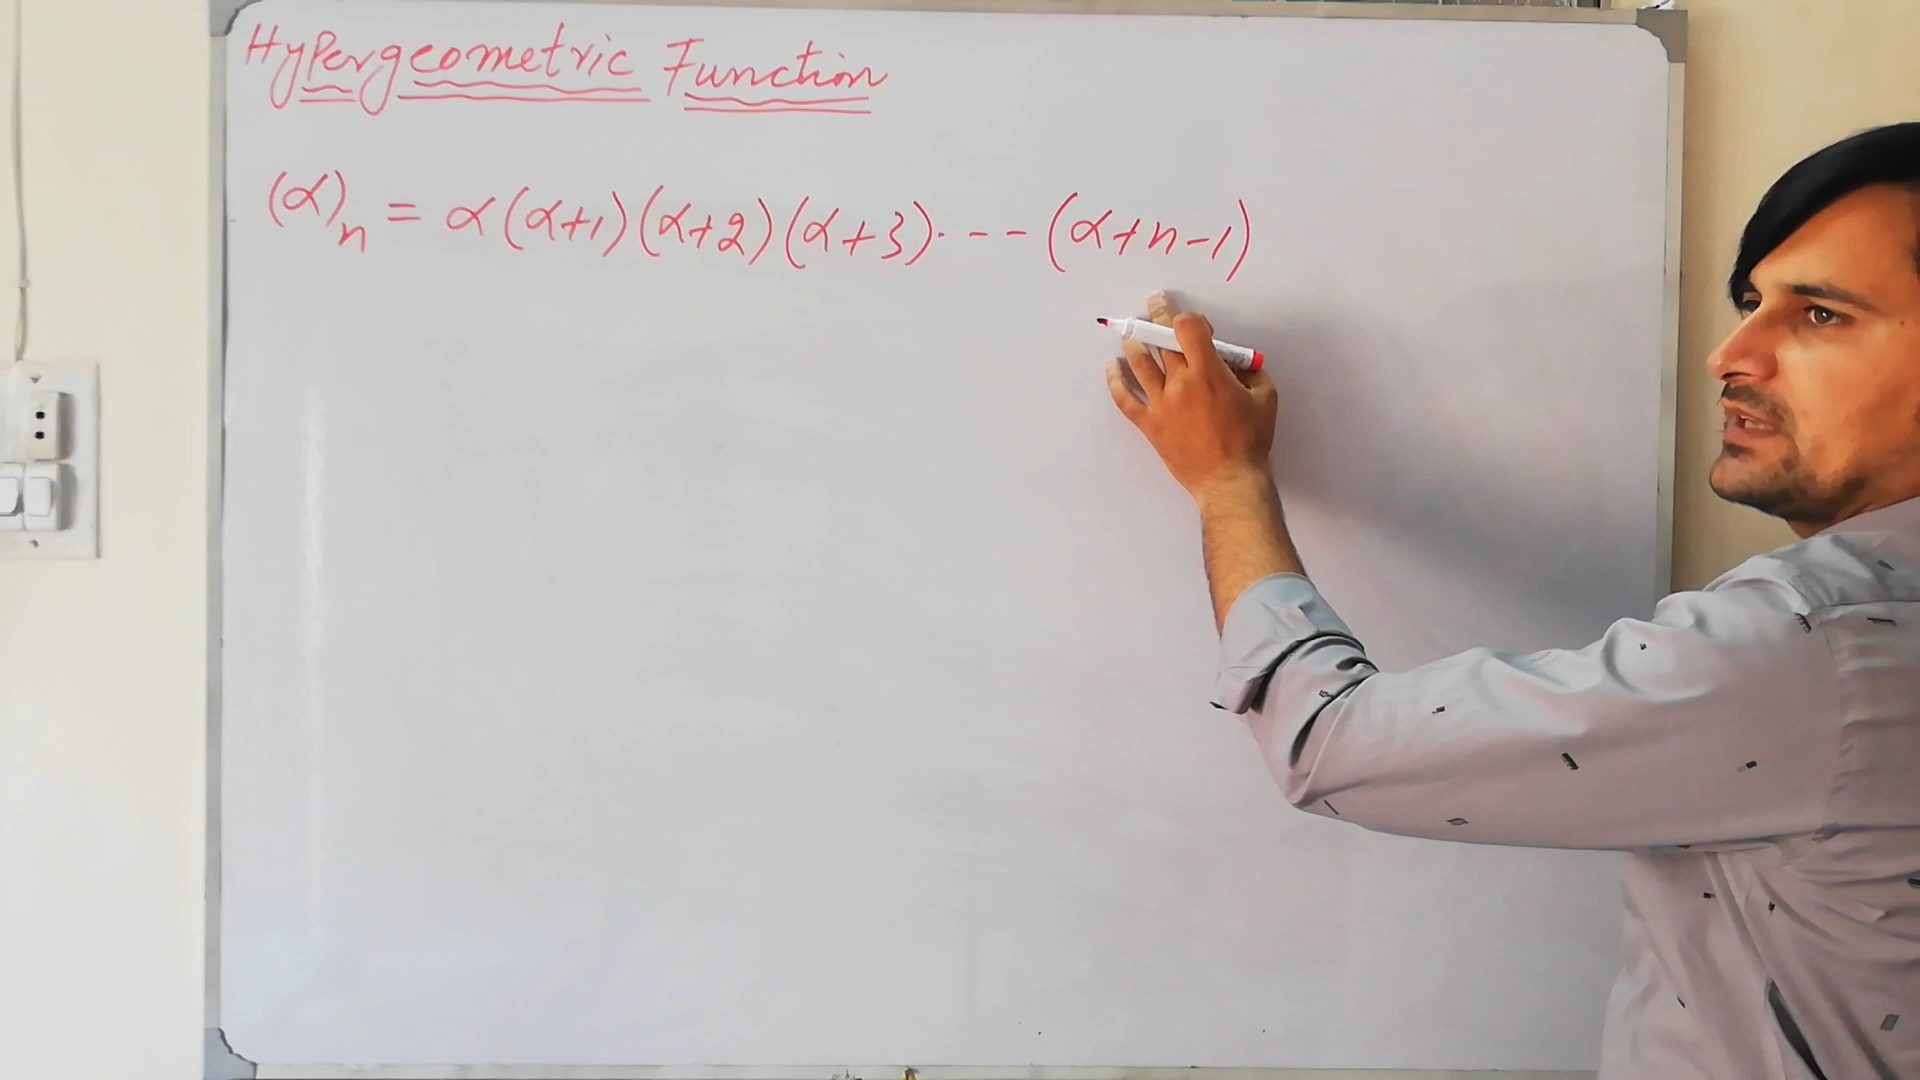 Hypergeometric Function
(α)n = α(α+1)(α+2)(α+3)·---(α+n-1)